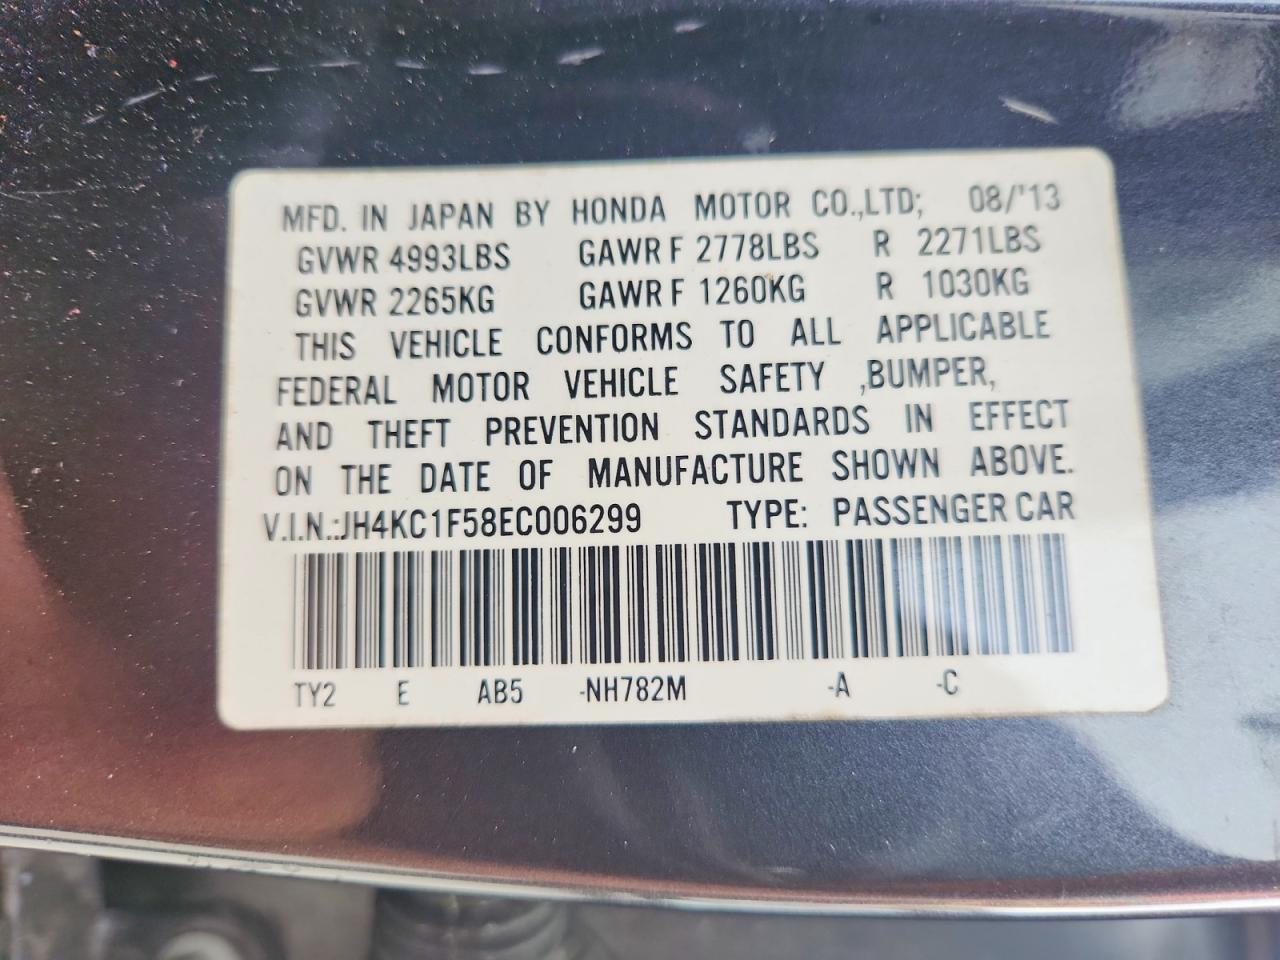 MFD. IN JAPAN BY HONDA MOTOR CO.,LTD; 08/'13
GVWR 4993LBS GAWR F 2778LBS R 2271LBS
GVWR 2265KG GAWR F 1260KG R 1030KG
THIS VEHICLE CONFORMS TO ALL APPLICABLE
FEDERAL MOTOR VEHICLE SAFETY ,BUMPER,
AND THEFT PREVENTION STANDARDS IN EFFECT
ON THE DATE OF MANUFACTURE SHOWN ABOVE.
V.I.N.:JH4KC1F58EC006299 TYPE: PASSENGER CAR
TY2 E AB5 -NH782M -A -C